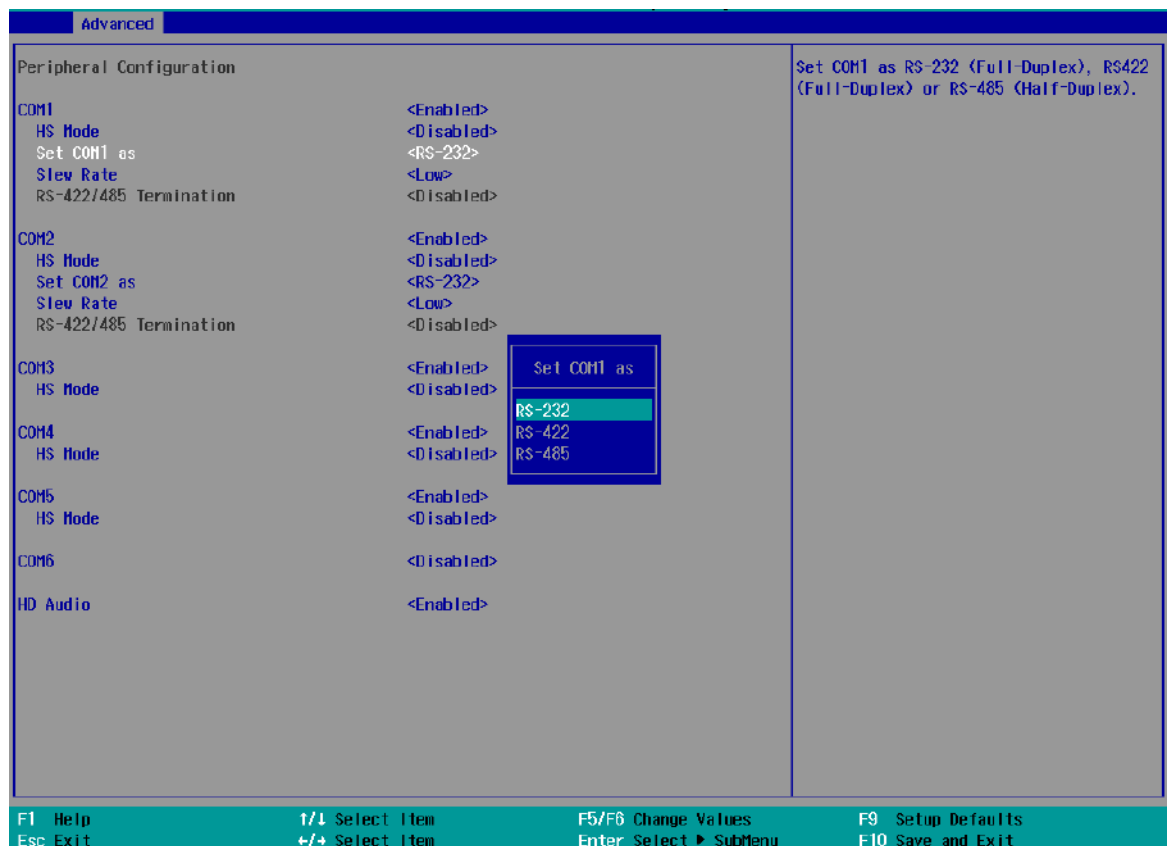 Advanced
Peripheral Configuration
COM1 <Enabled>
HS Mode <Disabled>
Set COM1 as <RS-232>
Slew Rate <Low>
RS-422/485 Termination <Disabled>
COM2 <Enabled>
HS Mode <Disabled>
Set COM2 as <RS-232>
Slew Rate <Low>
RS-422/485 Termination <Disabled>
COM3 <Enabled>
HS Mode <Disabled>
COM4 <Enabled>
HS Mode <Disabled>
COM5 <Enabled>
HS Mode <Disabled>
COM6 <Disabled>
HD Audio <Enabled>
Set COM1 as
RS-232
RS-422
RS-485
Set COM1 as RS-232 (Full-Duplex), RS422
(Full-Duplex) or RS-485 (Half-Duplex).
F1 Help ↑/↓ Select Item F5/F6 Change Values F9 Setup Defaults
Esc Exit ←/→ Select Item Enter Select ▶ SubMenu F10 Save and Exit